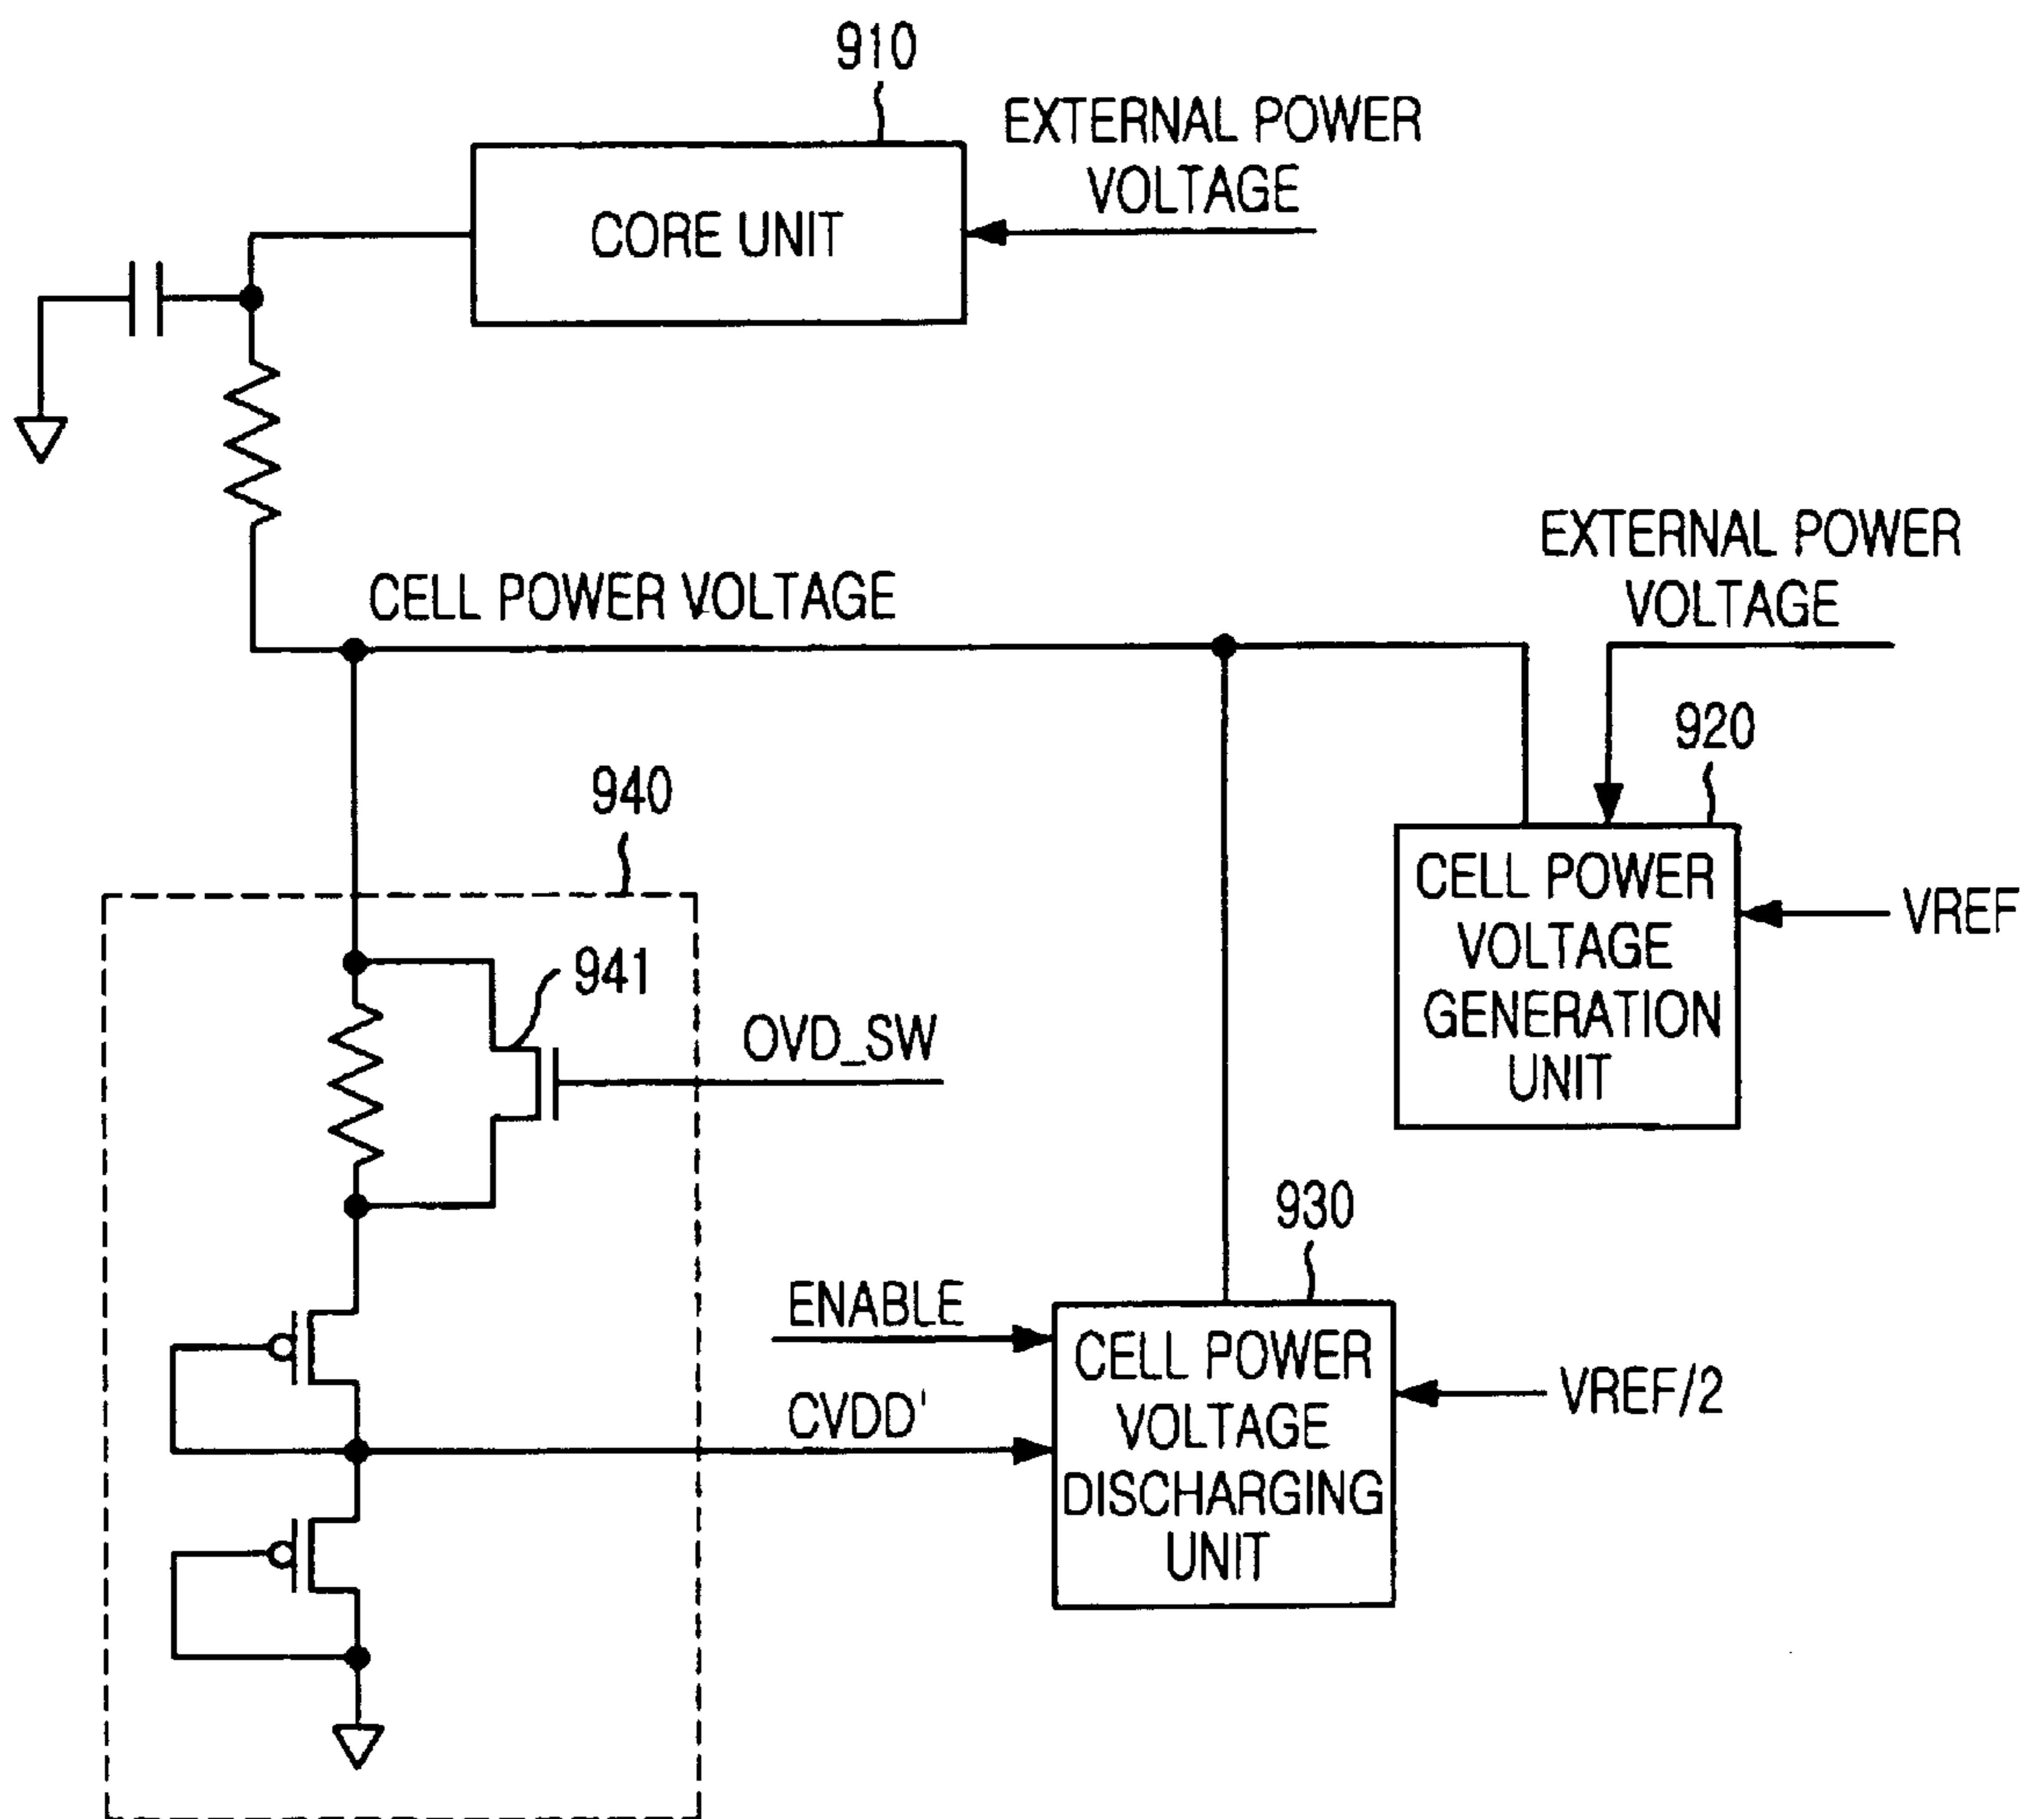 910
EXTERNAL POWER
VOLTAGE
CORE UNIT
EXTERNAL POWER
VOLTAGE
CELL POWER VOLTAGE
920
940
CELL POWER
VOLTAGE
GENERATION
UNIT
VREF
941
OVD_SW
930
ENABLE
CELL POWER
VOLTAGE
DISCHARGING
UNIT
VREF/2
CVDD'